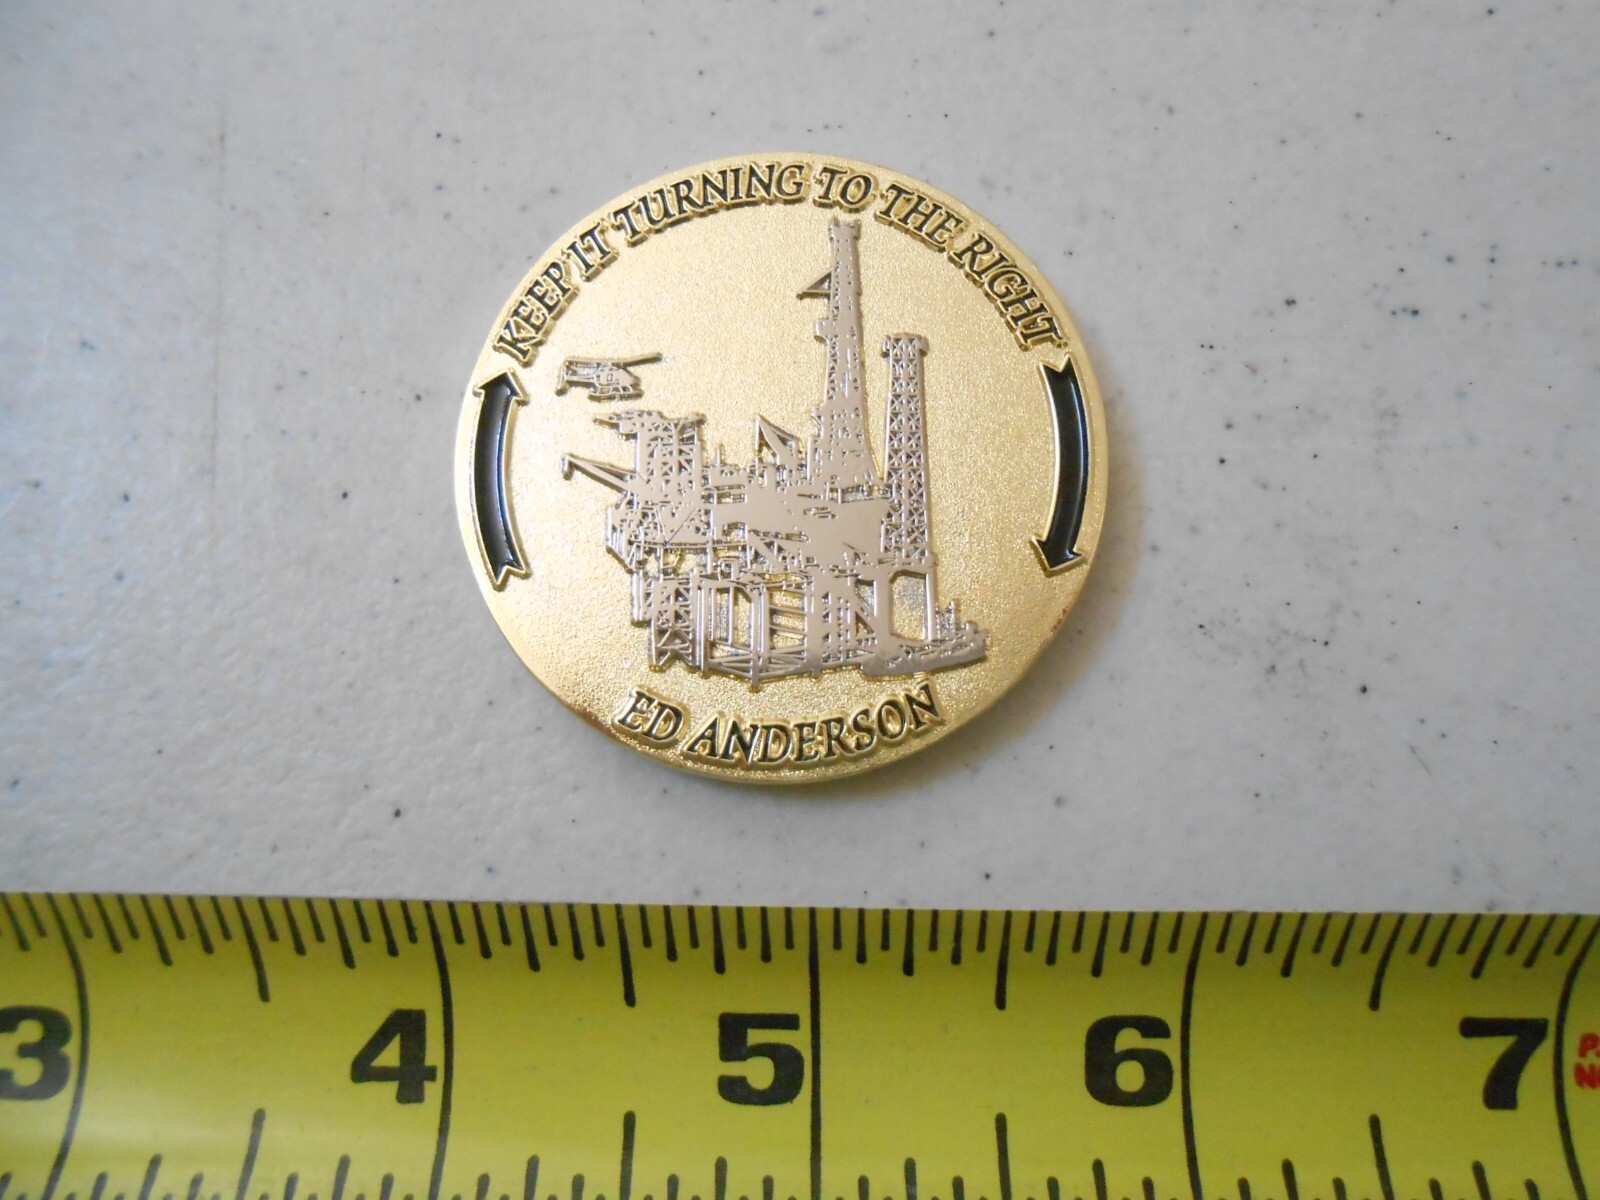 KEEP IT TURNING TO THE RIGHT
ED ANDERSON
3 4 5 6 7